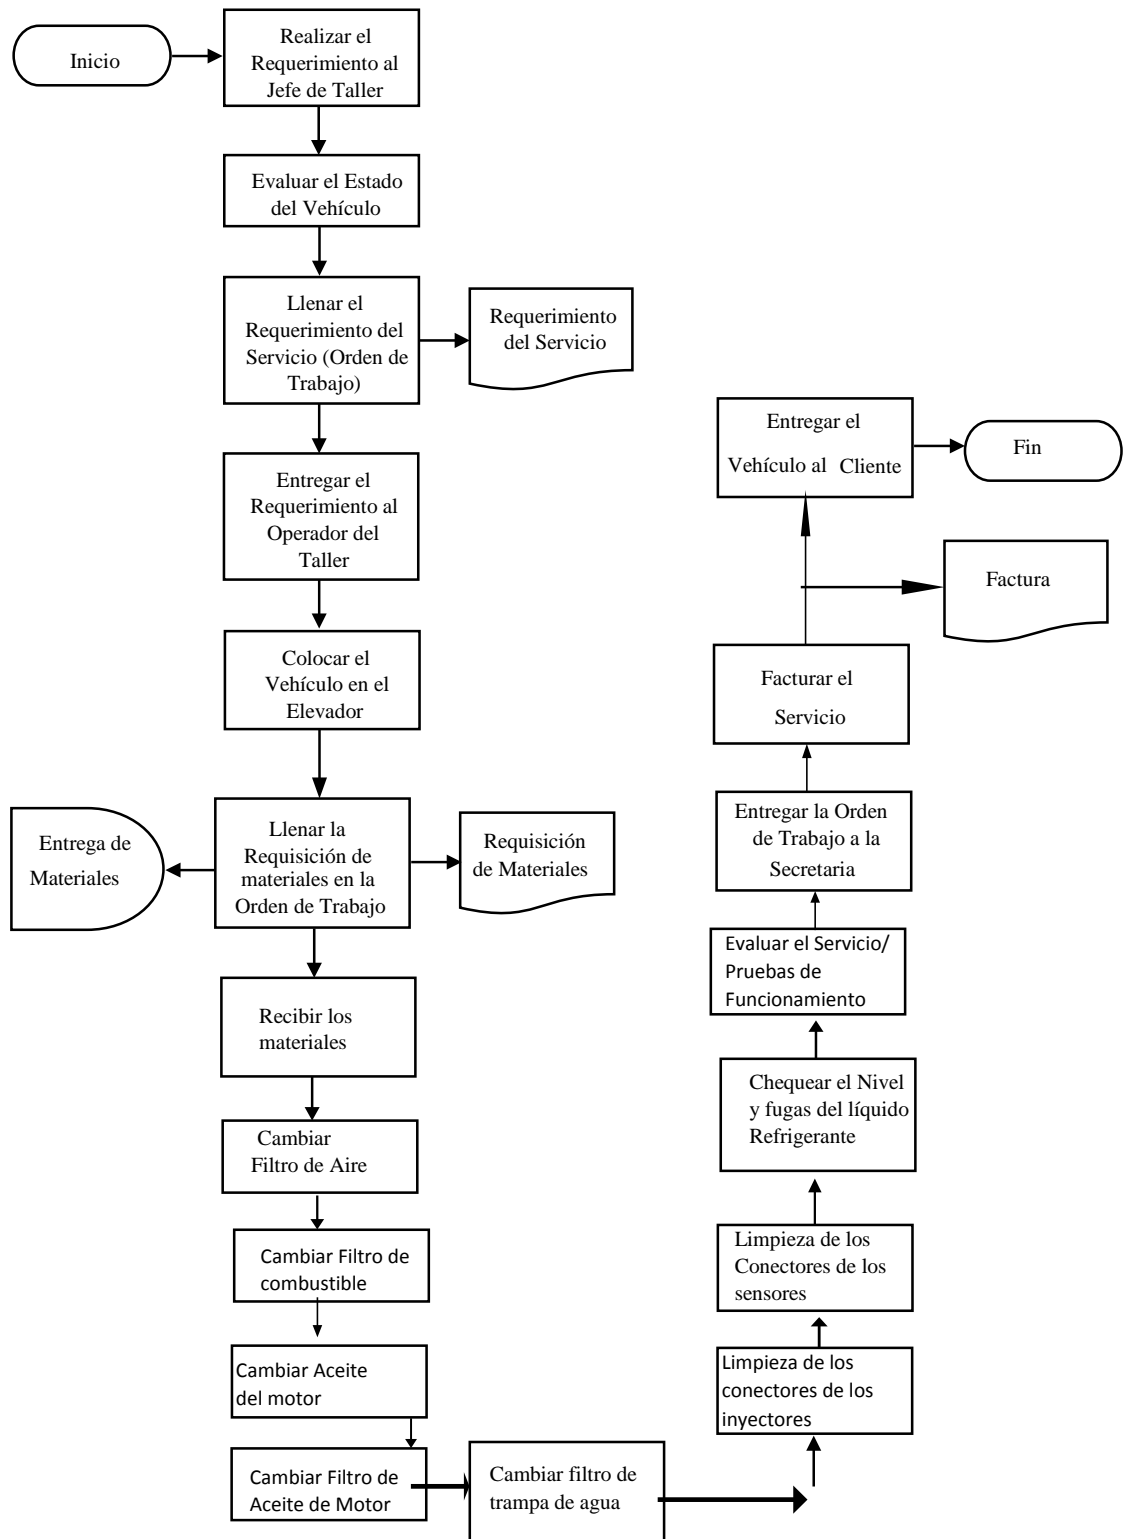 Inicio
Realizar el
Requerimiento al
Jefe de Taller
Evaluar el Estado
del Vehículo
Llenar el
Requerimiento del
Servicio (Orden de
Trabajo)
Requerimiento
del Servicio
Entregar el
Requerimiento al
Operador del
Taller
Colocar el
Vehículo en el
Elevador
Llenar la
Requisición de
materiales en la
Orden de Trabajo
Entrega de
Materiales
Requisición
de Materiales
Recibir los
materiales
Cambiar
Filtro de Aire
Cambiar Filtro de
combustible
Cambiar Aceite
del motor
Cambiar Filtro de
Aceite de Motor
Cambiar filtro de
trampa de agua
Limpieza de los
conectores de los
inyectores
Limpieza de los
Conectores de los
sensores
Chequear el Nivel
y fugas del líquido
Refrigerante
Evaluar el Servicio/
Pruebas de
Funcionamiento
Entregar la Orden
de Trabajo a la
Secretaria
Facturar el
Servicio
Factura
Entregar el
Vehículo al Cliente
Fin